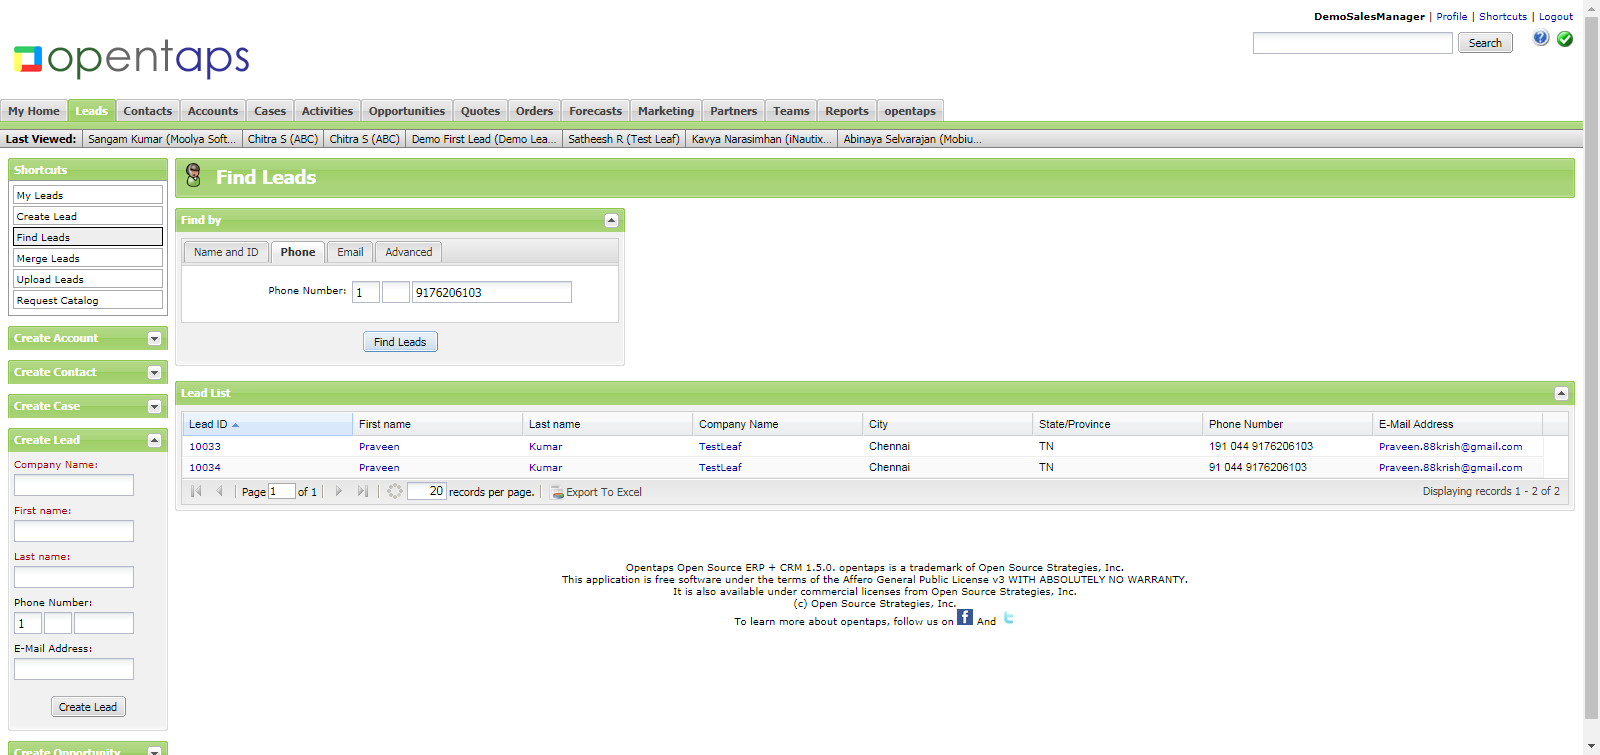 DemoSalesManager | Profile | Shortcuts | Logout
opentaps
Search
My Home Leads Contacts Accounts Cases Activities Opportunities Quotes Orders Forecasts Marketing Partners Teams Reports opentaps
Last Viewed: Sangam Kumar (Moolya Soft... Chitra S (ABC) Chitra S (ABC) Demo First Lead (Demo Lea... Satheesh R (Test Leaf) Kavya Narasimhan (iNautix... Abinaya Selvarajan (Mobiu...
Shortcuts
My Leads
Create Lead
Find Leads
Merge Leads
Upload Leads
Request Catalog
Create Account
Create Contact
Create Case
Create Lead
Company Name:
First name:
Last name:
Phone Number:
1
E-Mail Address:
Create Lead
Create Opportunity
Find Leads
Find by
Name and ID Phone Email Advanced
Phone Number: 1 9176206103
Find Leads
Lead List
Lead ID First name Last name Company Name City State/Province Phone Number E-Mail Address
10033 Praveen Kumar TestLeaf Chennai TN 191 044 9176206103 Praveen.88krish@gmail.com
10034 Praveen Kumar TestLeaf Chennai TN 91 044 9176206103 Praveen.88krish@gmail.com
Page 1 of 1 20 records per page. Export To Excel Displaying records 1 - 2 of 2
Opentaps Open Source ERP + CRM 1.5.0. opentaps is a trademark of Open Source Strategies, Inc.
This application is free software under the terms of the Affero General Public License v3 WITH ABSOLUTELY NO WARRANTY.
It is also available under commercial licenses from Open Source Strategies, Inc.
(c) Open Source Strategies, Inc.
To learn more about opentaps, follow us on f And t